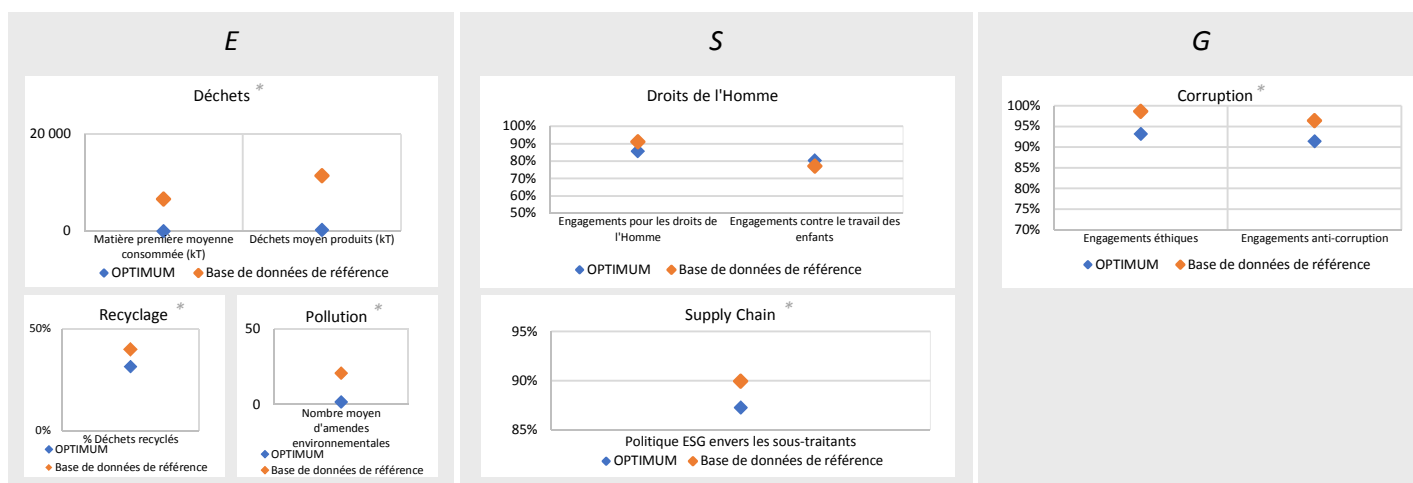 E
Déchets *
20 000
0
Matière première moyenne
consommée (kT)
Déchets moyen produits (kT)
OPTIMUM
Base de données de référence
Recyclage *
50%
0%
% Déchets recyclés
OPTIMUM
Base de données de référence
Pollution *
50
0
Nombre moyen
d'amendes
environnementales
OPTIMUM
Base de données de référence
S
Droits de l'Homme
100%
90%
80%
70%
60%
50%
Engagements pour les droits de
l'Homme
Engagements contre le travail des
enfants
OPTIMUM
Base de données de référence
Supply Chain *
95%
90%
85%
Politique ESG envers les sous-traitants
OPTIMUM
Base de données de référence
G
Corruption *
100%
95%
90%
85%
80%
75%
70%
Engagements éthiques
Engagements anti-corruption
OPTIMUM
Base de données de référence